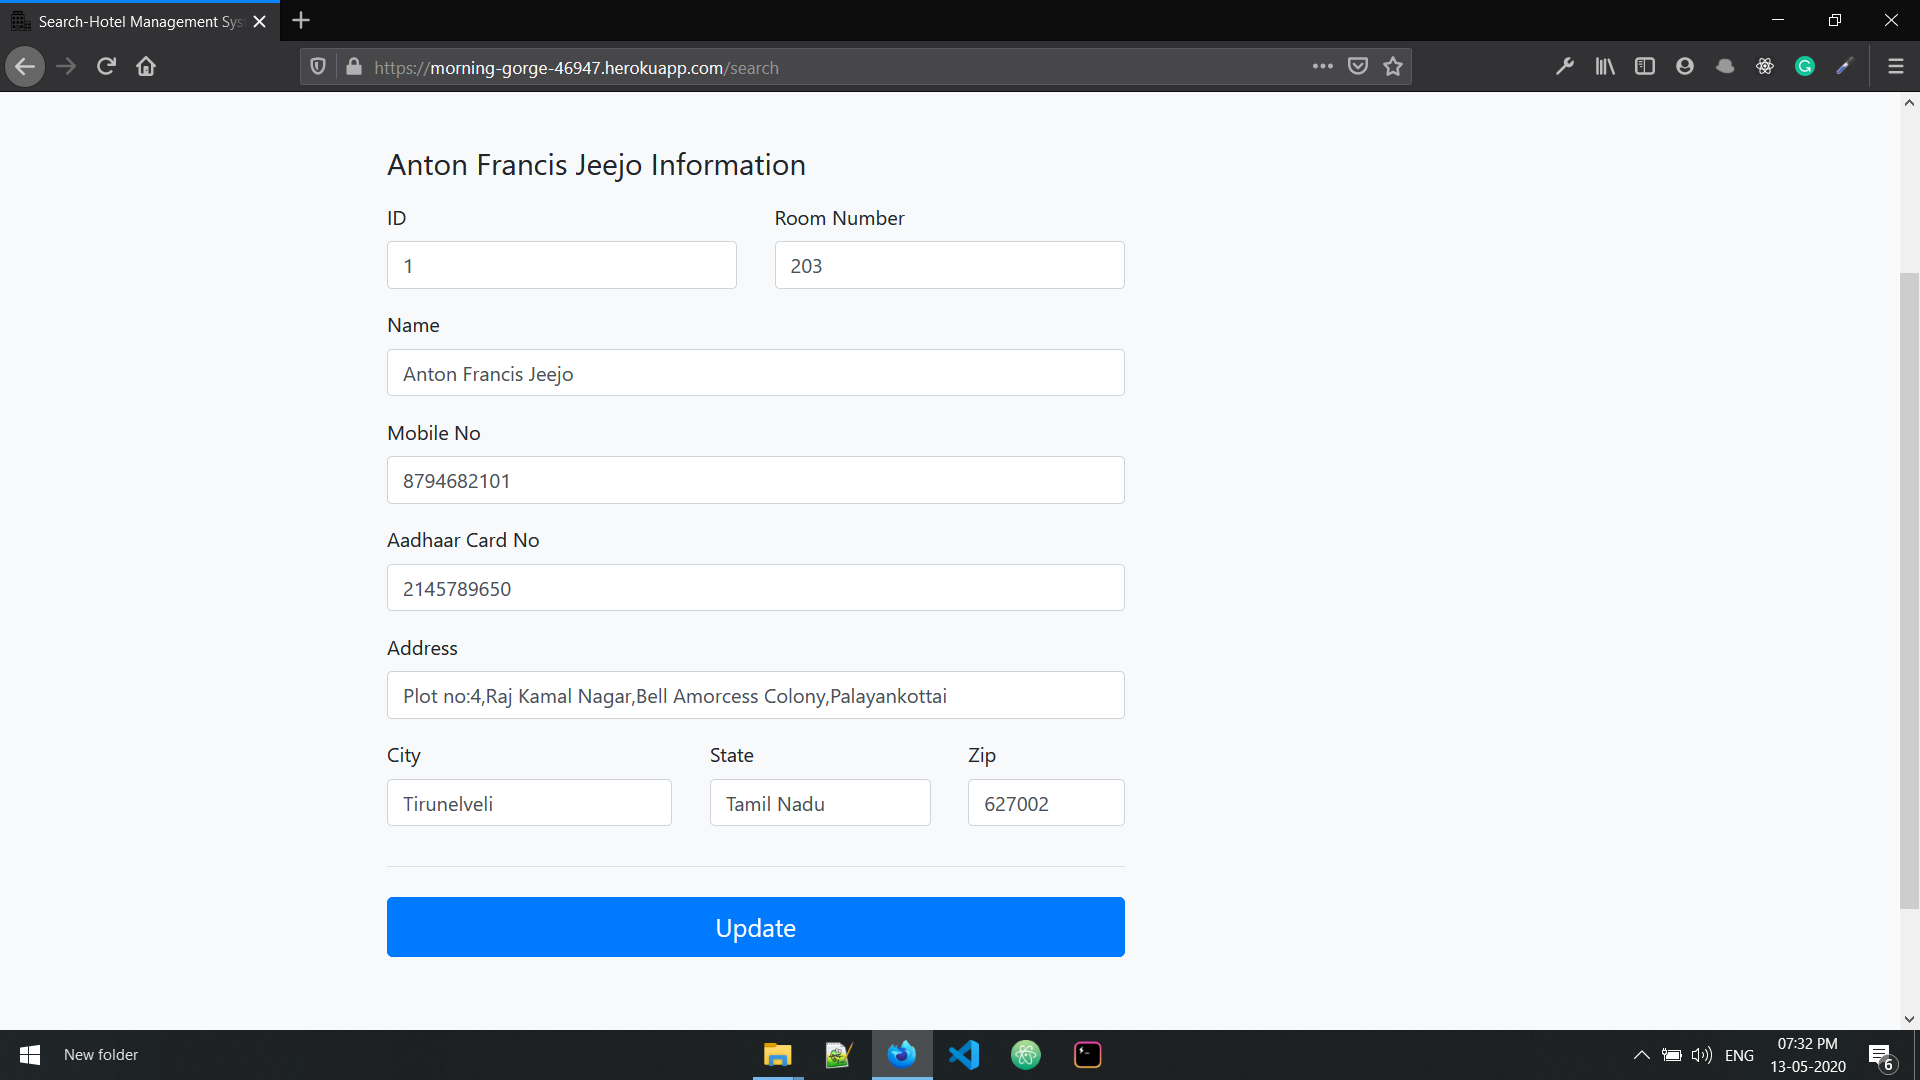 Search-Hotel Management Sys
https://morning-gorge-46947.herokuapp.com/search
Anton Francis Jeejo Information
ID
Room Number
1
203
Name
Anton Francis Jeejo
Mobile No
8794682101
Aadhaar Card No
2145789650
Address
Plot no:4,Raj Kamal Nagar,Bell Amorcess Colony,Palayankottai
City
State
Zip
Tirunelveli
Tamil Nadu
627002
Update
New folder
ENG
07:32 PM
13-05-2020
6